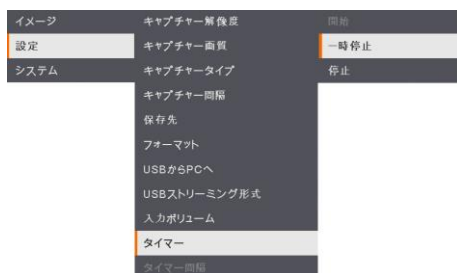 イメージ
設定
システム
キャプチャー解像度
キャプチャー画質
キャプチャータイプ
キャプチャー間隔
保存先
フォーマット
USBからPCへ
USBストリーミング形式
入力ボリューム
タイマー
タイマー間隔
開始
一時停止
停止